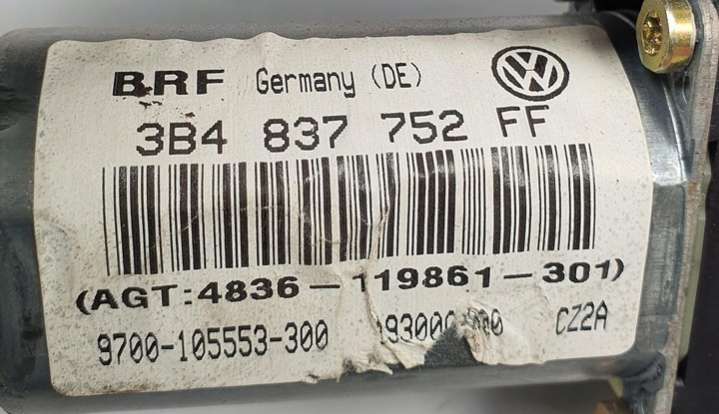 BRF Germany (DE)
3B4 837 752 FF
(AGT:4836-119861-301)
9700-105553-300 CZ2A